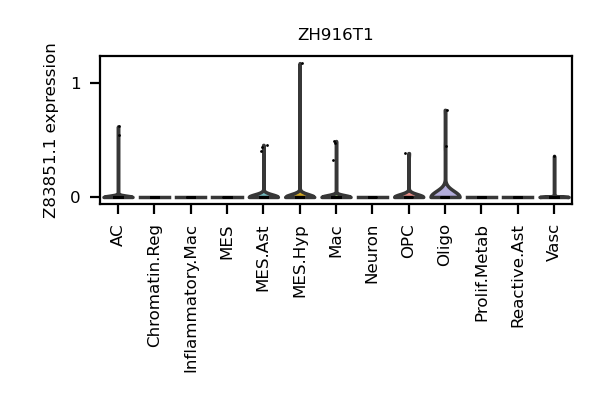 ZH916T1
Z83851.1 expression
1
0
AC
Chromatin.Reg
Inflammatory.Mac
MES
MES.Ast
MES.Hyp
Mac
Neuron
OPC
Oligo
Prolif.Metab
Reactive.Ast
Vasc